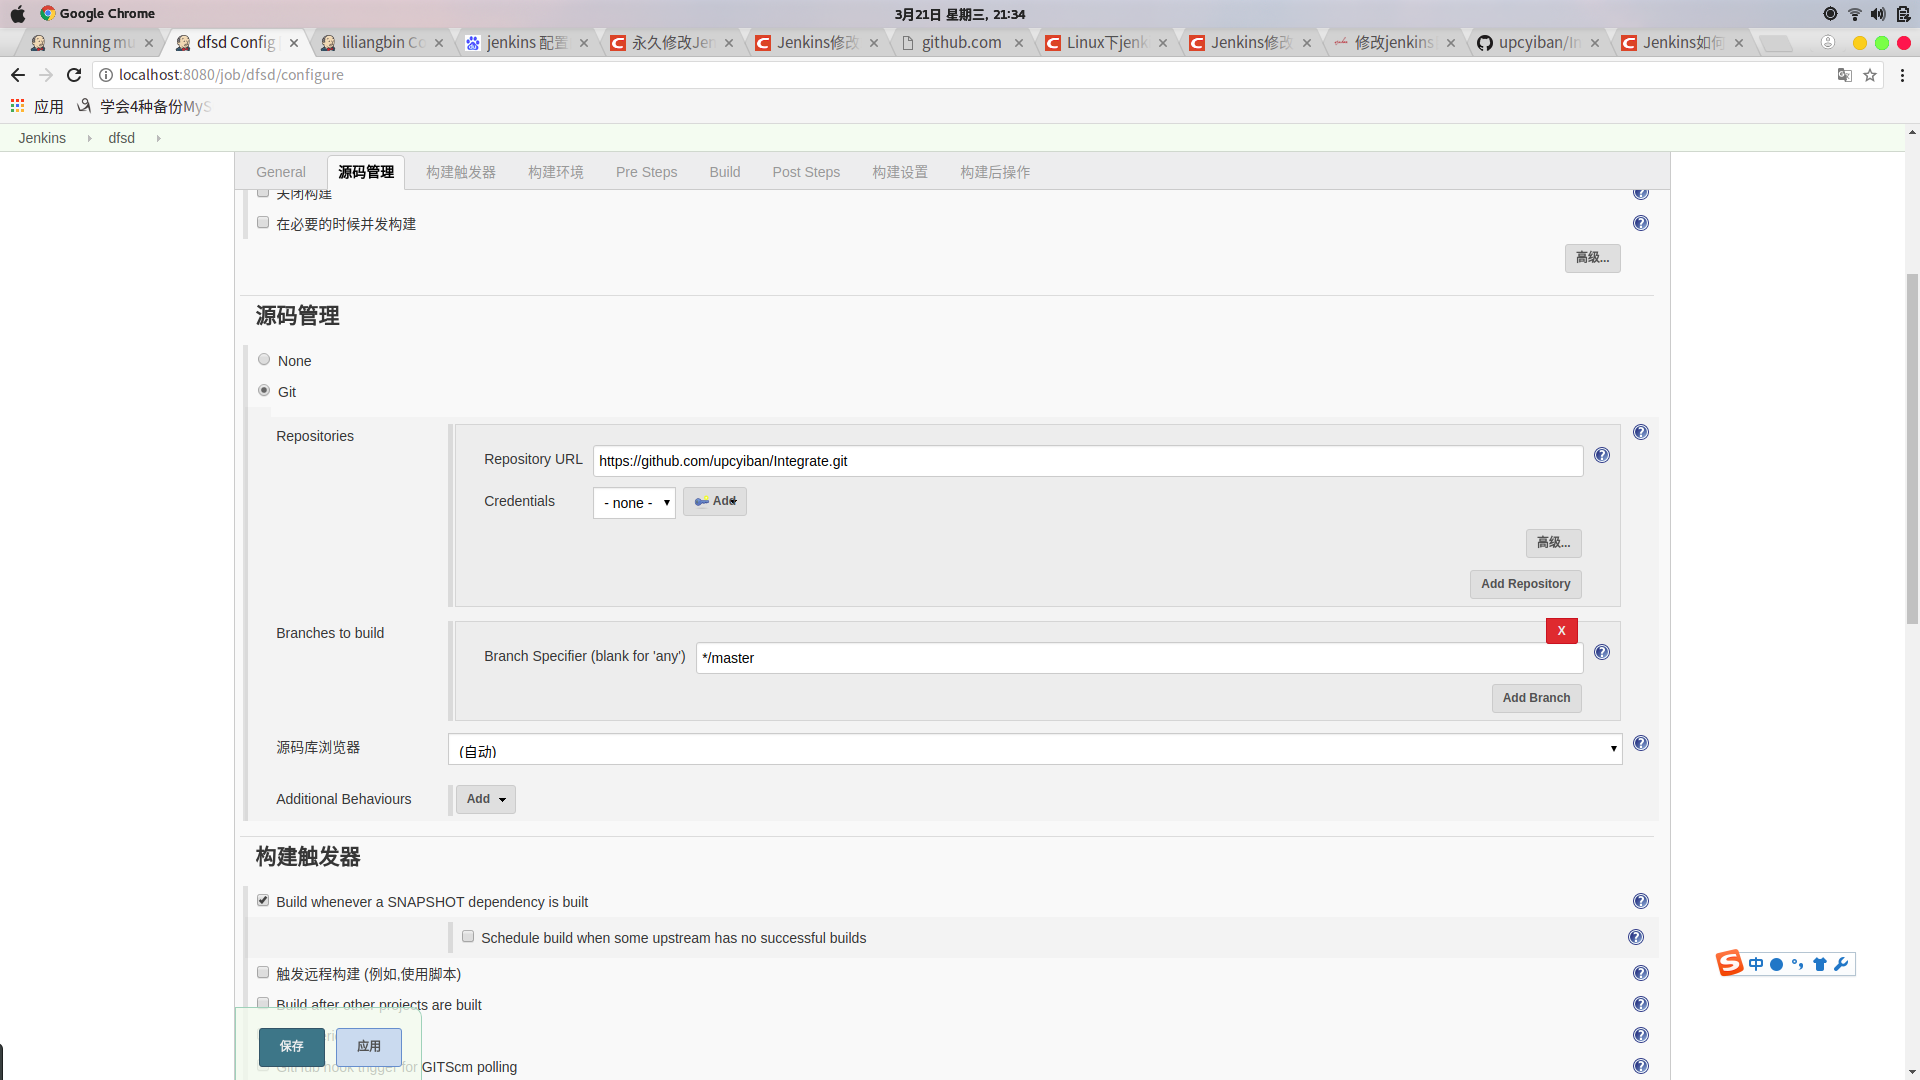 Google Chrome
3月21日 星期三, 21:34
Running mu
dfsd Config
liliangbin Co
jenkins 配置
永久修改Jen
Jenkins修改
github.com
Linux下jenk
Jenkins修改
修改jenkins
upcyiban/In
Jenkins如何
localhost:8080/job/dfsd/configure
应用
学会4种备份MyS
Jenkins
dfsd
General
源码管理
构建触发器
构建环境
Pre Steps
Build
Post Steps
构建设置
构建后操作
关闭构建
在必要的时候并发构建
高级...
源码管理
None
Git
Repositories
Repository URL
https://github.com/upcyiban/Integrate.git
Credentials
- none -
Add
高级...
Add Repository
Branches to build
X
Branch Specifier (blank for 'any')
*/master
Add Branch
源码库浏览器
(自动)
Additional Behaviours
Add
构建触发器
Build whenever a SNAPSHOT dependency is built
Schedule build when some upstream has no successful builds
触发远程构建 (例如,使用脚本)
Build after other projects are built
保存
应用
GitHub hook trigger for GITScm polling
中